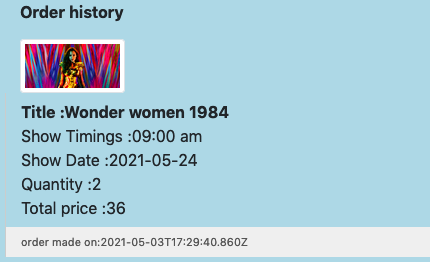 Order history
Title :Wonder women 1984
Show Timings :09:00 am
Show Date :2021-05-24
Quantity :2
Total price :36
order made on:2021-05-03T17:29:40.860Z